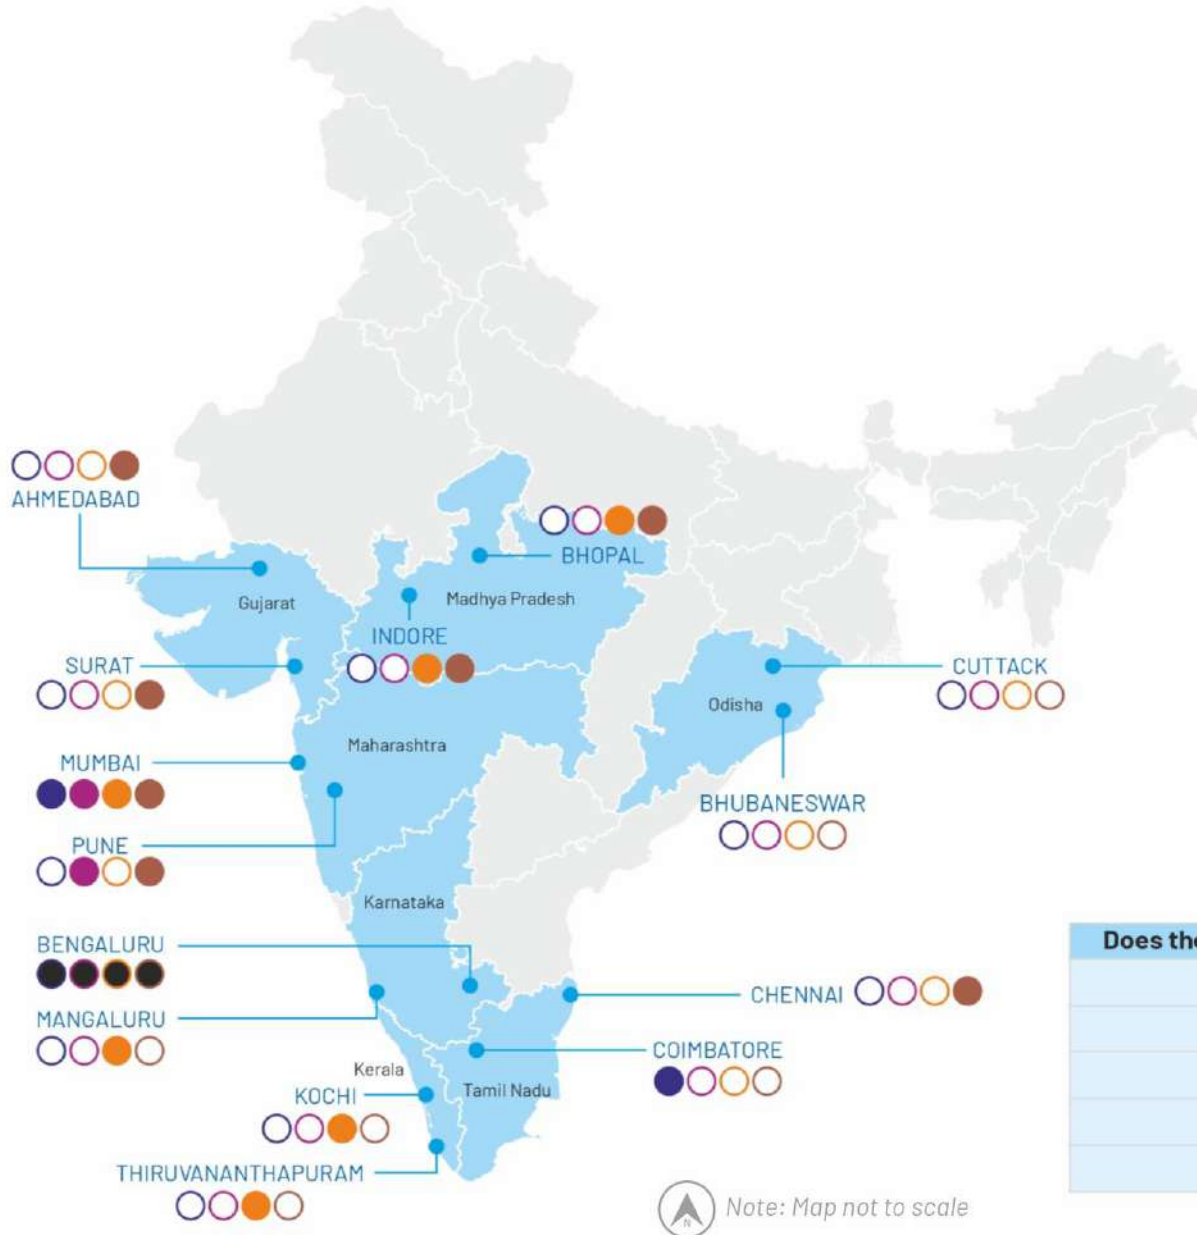 AHMEDABAD
BHOPAL
Gujarat
Madhya Pradesh
INDORE
SURAT
CUTTACK
Odisha
Maharashtra
MUMBAI
BHUBANESWAR
PUNE
Karnataka
BENGALURU
Does the
CHENNAI
MANGALURU
COIMBATORE
Kerala
Tamil Nadu
KOCHI
THIRUVANANTHAPURAM
N
Note: Map not to scale